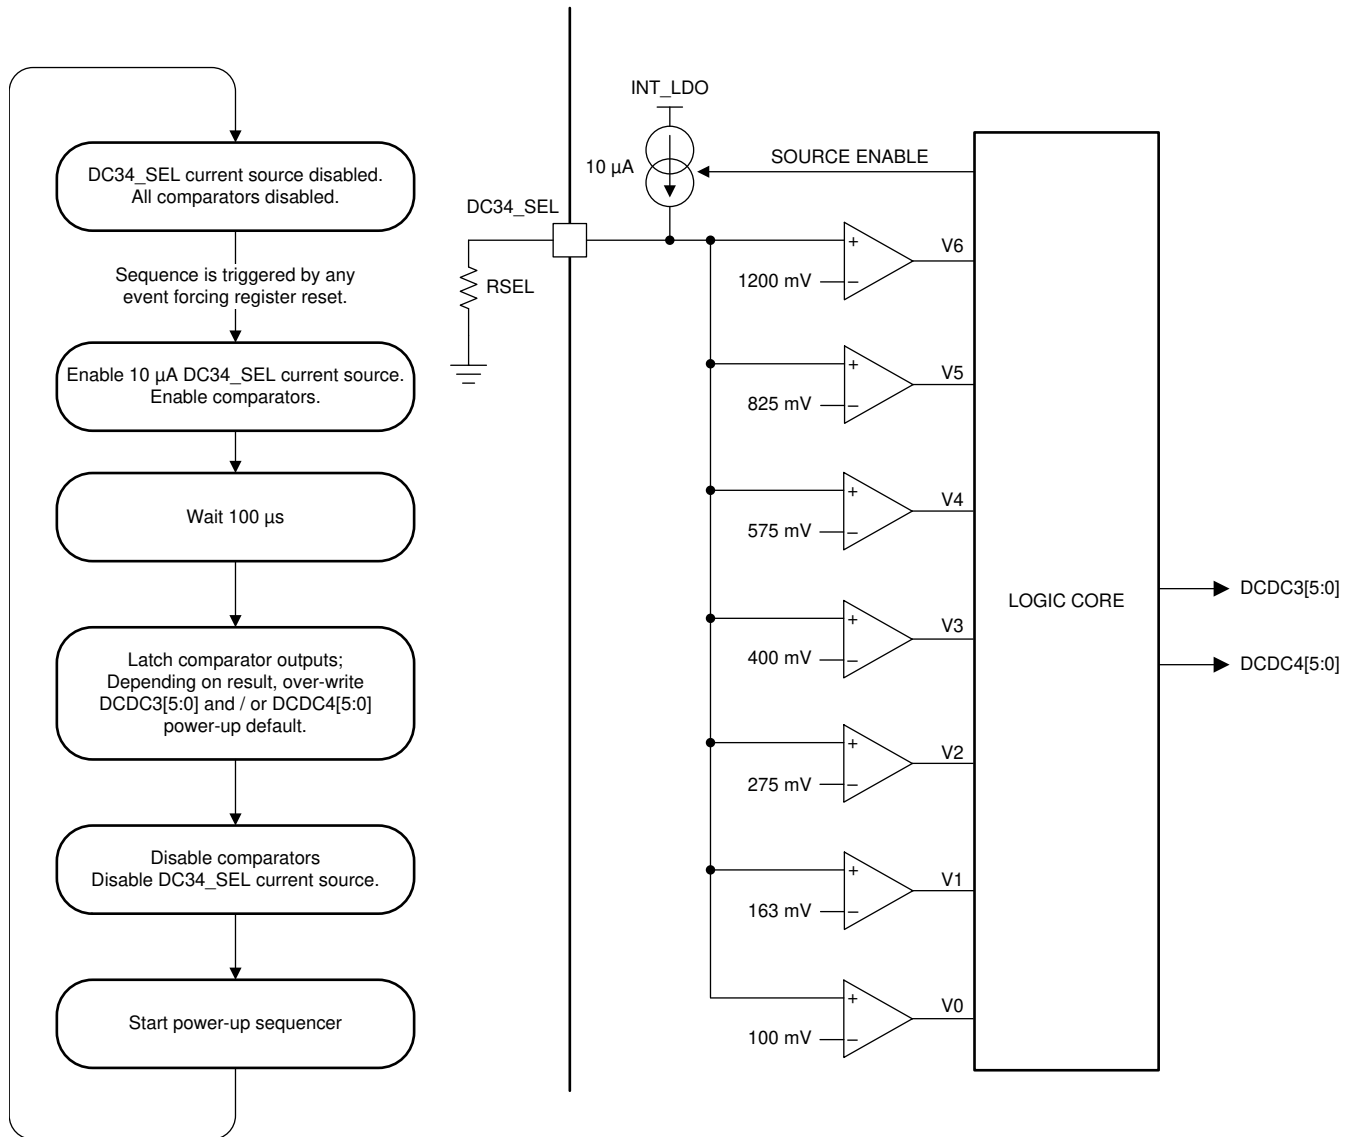 DC34_SEL current source disabled.
All comparators disabled.
Sequence is triggered by any
event forcing register reset.
Enable 10 µA DC34_SEL current source.
Enable comparators.
Wait 100 µs
Latch comparator outputs;
Depending on result, over-write
DCDC3[5:0] and / or DCDC4[5:0]
power-up default.
Disable comparators
Disable DC34_SEL current source.
Start power-up sequencer
INT_LDO
10 µA
SOURCE ENABLE
DC34_SEL
RSEL
+
1200 mV
−
V6
+
825 mV
−
V5
+
575 mV
−
V4
+
400 mV
−
V3
+
275 mV
−
V2
+
163 mV
−
V1
+
100 mV
−
V0
LOGIC CORE
DCDC3[5:0]
DCDC4[5:0]